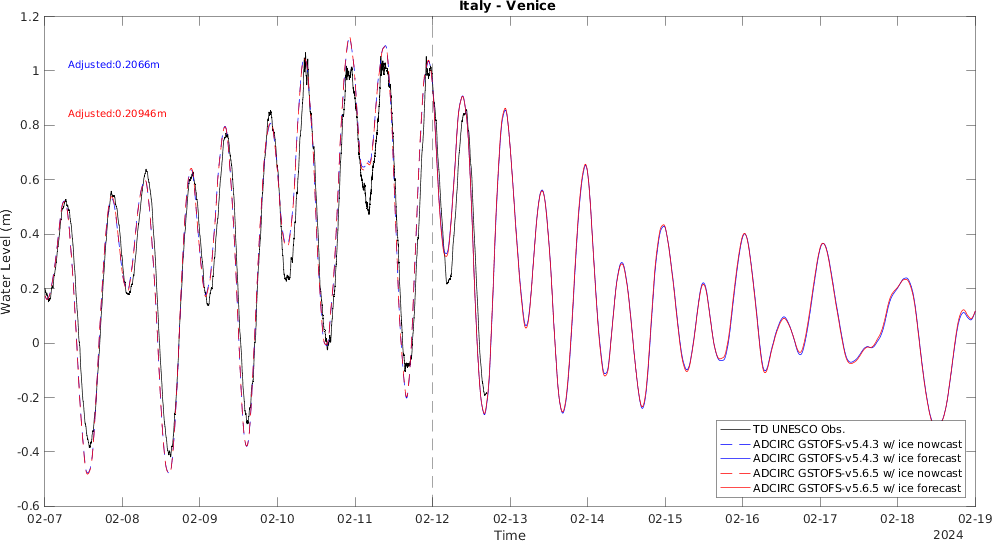 Italy - Venice
Water Level (m)
1.2
1
0.8
0.6
0.4
0.2
0
-0.2
-0.4
-0.6
Adjusted:0.2066m
Adjusted:0.20946m
TD UNESCO Obs.
ADCIRC GSTOFS-v5.4.3 w/ ice nowcast
ADCIRC GSTOFS-v5.4.3 w/ ice forecast
ADCIRC GSTOFS-v5.6.5 w/ ice nowcast
ADCIRC GSTOFS-v5.6.5 w/ ice forecast
02-07 02-08 02-09 02-10 02-11 02-12 02-13 02-14 02-15 02-16 02-17 02-18 02-19
Time
2024